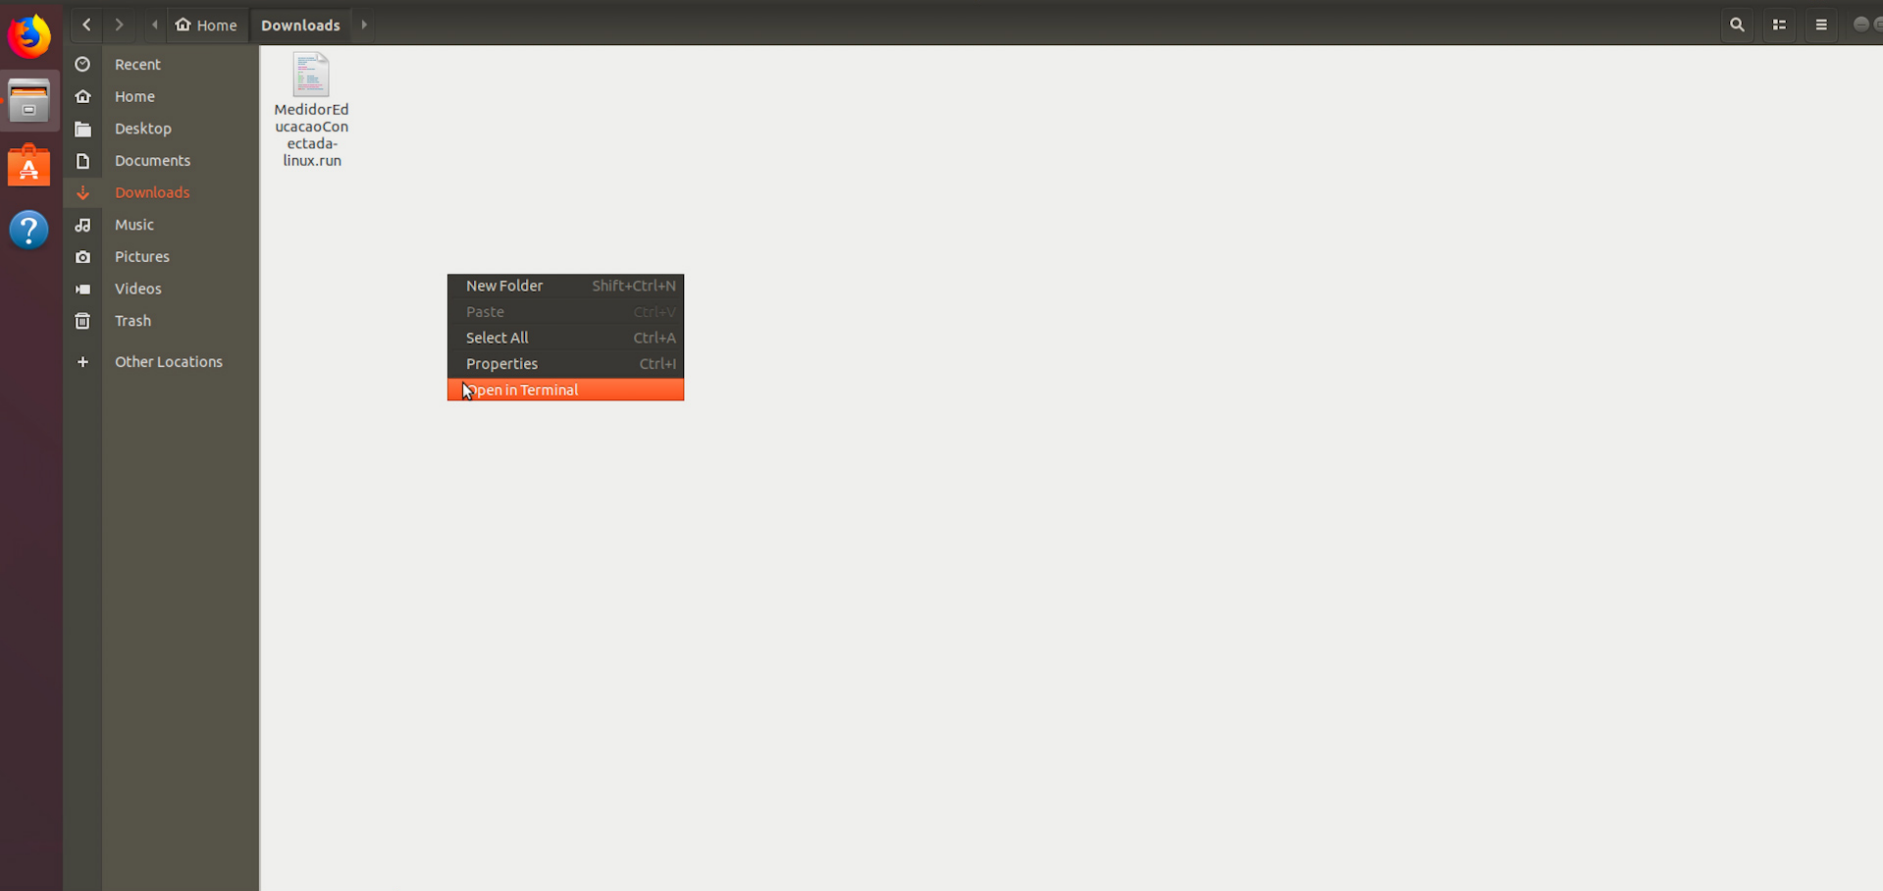 Home
Downloads
Recent
Home
Desktop
Documents
Downloads
Music
Pictures
Videos
Trash
Other Locations
MedidorEd
ucacaoCon
ectada-
linux.run
New Folder Shift+Ctrl+N
Paste Ctrl+V
Select All Ctrl+A
Properties Ctrl+I
Open in Terminal